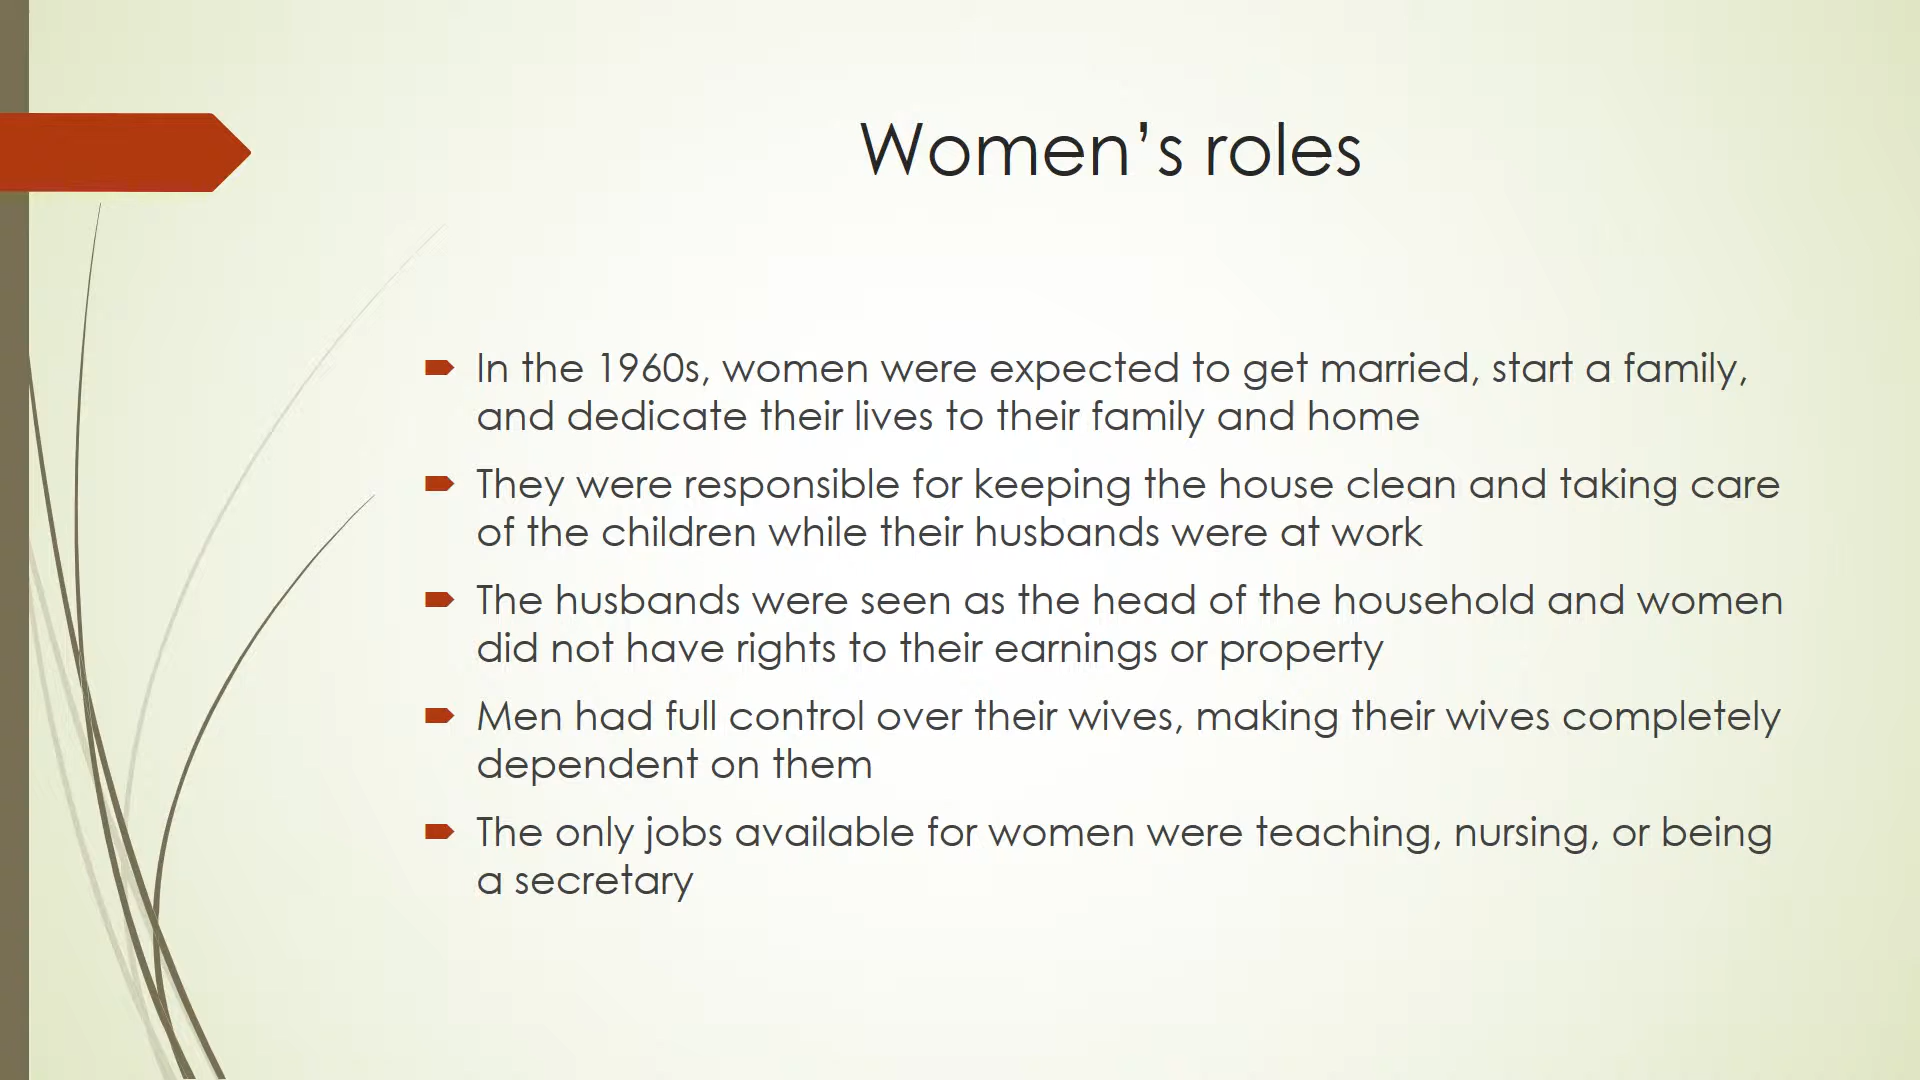 Women’s roles
In the 1960s, women were expected to get married, start a family,
and dedicate their lives to their family and home
They were responsible for keeping the house clean and taking care
of the children while their husbands were at work
The husbands were seen as the head of the household and women
did not have rights to their earnings or property
Men had full control over their wives, making their wives completely
dependent on them
The only jobs available for women were teaching, nursing, or being
a secretary